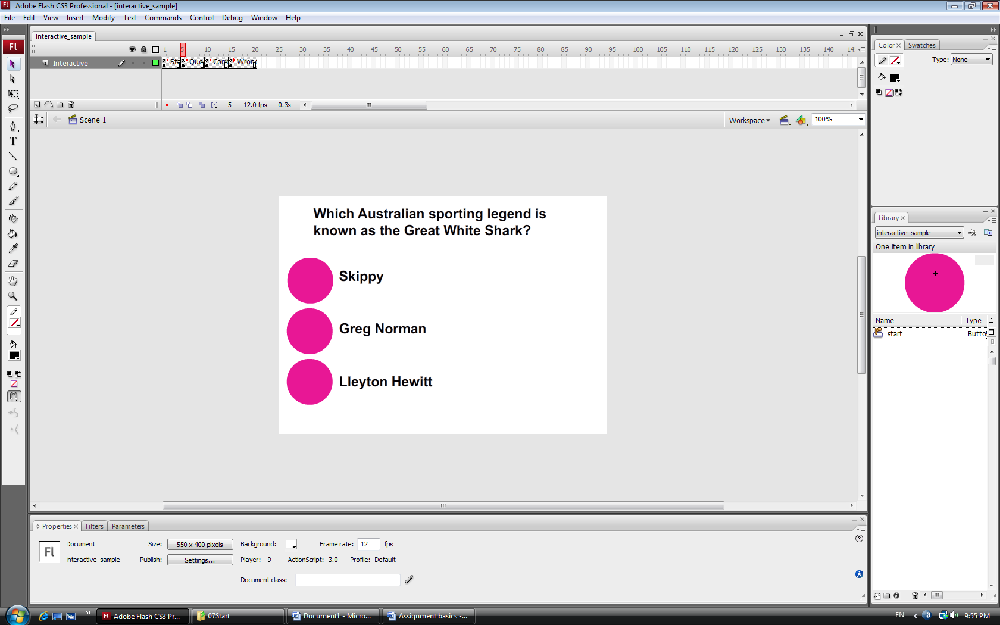 Adobe Flash CS3 Professional - [interactive_sample]
File Edit View Insert Modify Text Commands Control Debug Window Help
interactive_sample
1 5 10 15 20 25 30 35 40 45 50 55 60 65 70 75 80 85 90 95 100 105 110 115 120 125 130 135 140 145
Interactive
Sta Que Corr Wron
5 12.0 fps 0.3s
Scene 1
Workspace
100%
Fl
T
Which Australian sporting legend is
known as the Great White Shark?
Skippy
Greg Norman
Lleyton Hewitt
Color Swatches
Type: None
Library
interactive_sample
One item in library
Name Type
start Butto
Properties Filters Parameters
Fl
Document
interactive_sample
Size: 550 x 400 pixels
Publish: Settings...
Background:
Frame rate: 12 fps
Player: 9 ActionScript: 3.0 Profile: Default
Document class:
Adobe Flash CS3 Pr...
07Start
Document1 - Micro...
Assignment basics -...
EN
9:55 PM